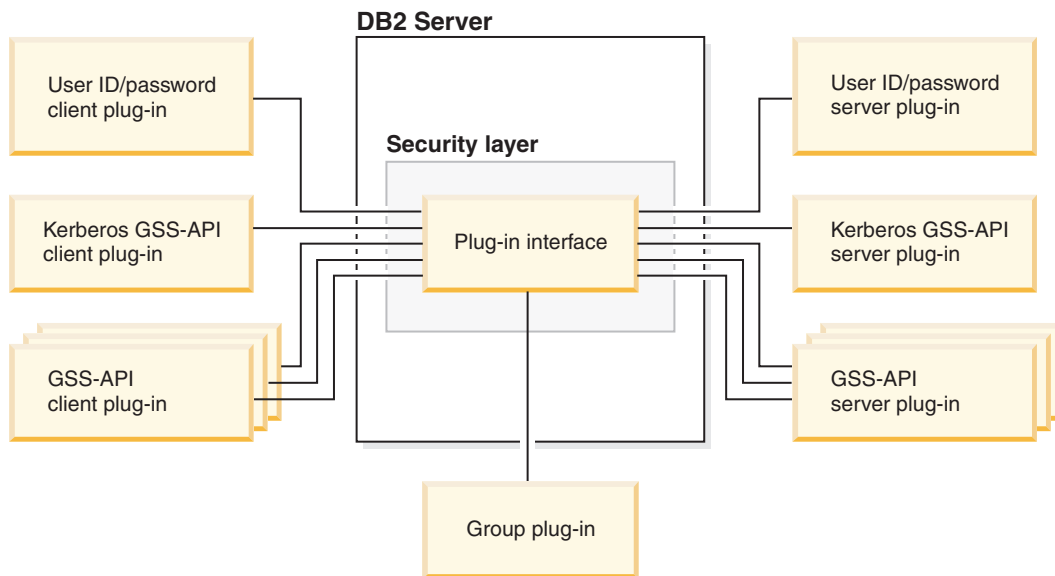 DB2 Server
User ID/password
client plug-in
User ID/password
server plug-in
Security layer
Kerberos GSS-API
client plug-in
Plug-in interface
Kerberos GSS-API
server plug-in
GSS-API
client plug-in
GSS-API
server plug-in
Group plug-in